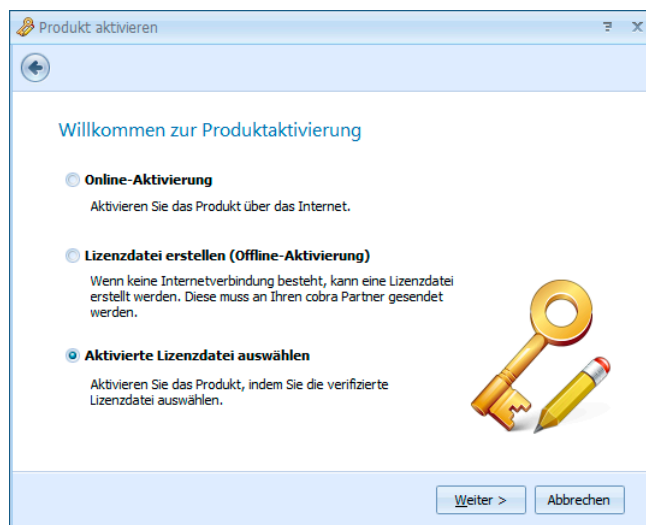 Produkt aktivieren
Willkommen zur Produktaktivierung
Online-Aktivierung
Aktivieren Sie das Produkt über das Internet.
Lizenzdatei erstellen (Offline-Aktivierung)
Wenn keine Internetverbindung besteht, kann eine Lizenzdatei
erstellt werden. Diese muss an Ihren cobra Partner gesendet
werden.
Aktivierte Lizenzdatei auswählen
Aktivieren Sie das Produkt, indem Sie die verifizierte
Lizenzdatei auswählen.
Weiter >
Abbrechen